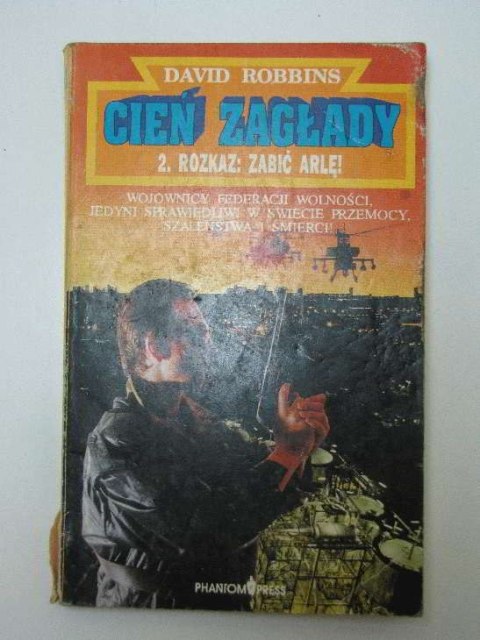 DAVID ROBBINS
CIEŃ ZAGŁADY
2. ROZKAZ: ZABIĆ ARLĘ!
WOJOWNICY FEDERACJI WOLNOŚCI,
JEDYNI SPRAWIEDLIWI W ŚWIECIE PRZEMOCY,
SZALEŃSTWA I ŚMIERCI!
PHANTOM PRESS